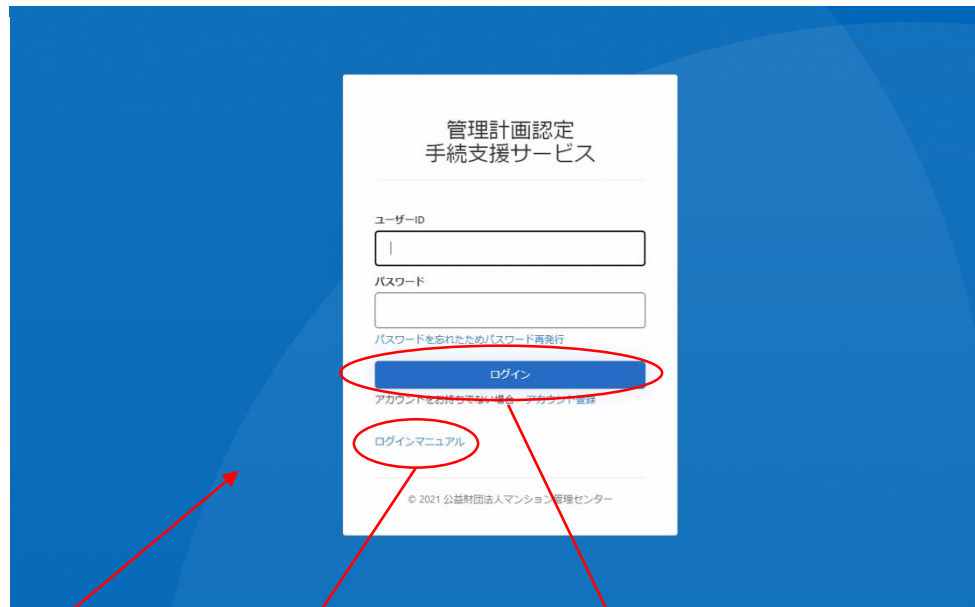 管理計画認定
手続支援サービス
ユーザーID
パスワード
パスワードを忘れたためパスワード再発行
ログイン
アカウントをお持ちでない場合 アカウント登録
ログインマニュアル
© 2021 公益財団法人マンション管理センター